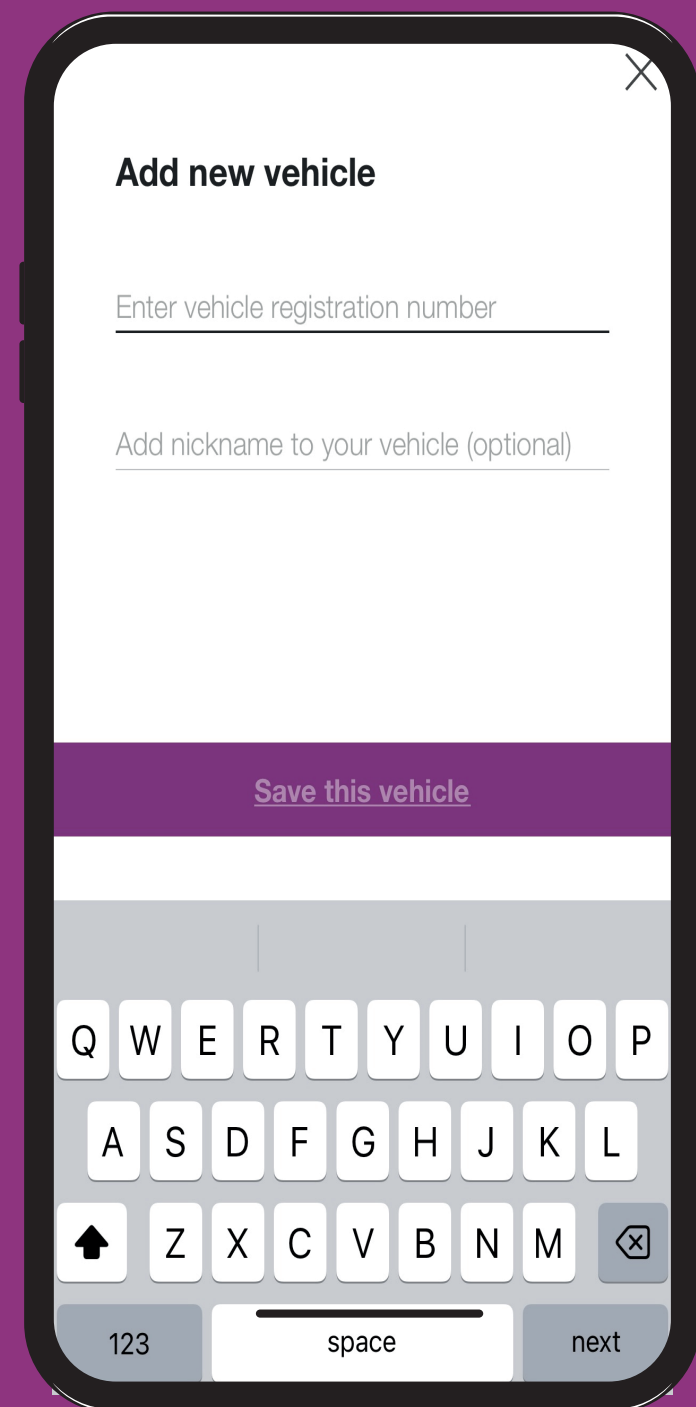 Add new vehicle
Enter vehicle registration number
Add nickname to your vehicle (optional)
Save this vehicle
Q W E R T Y U I O P
A S D F G H J K L
Z X C V B N M
123 space next